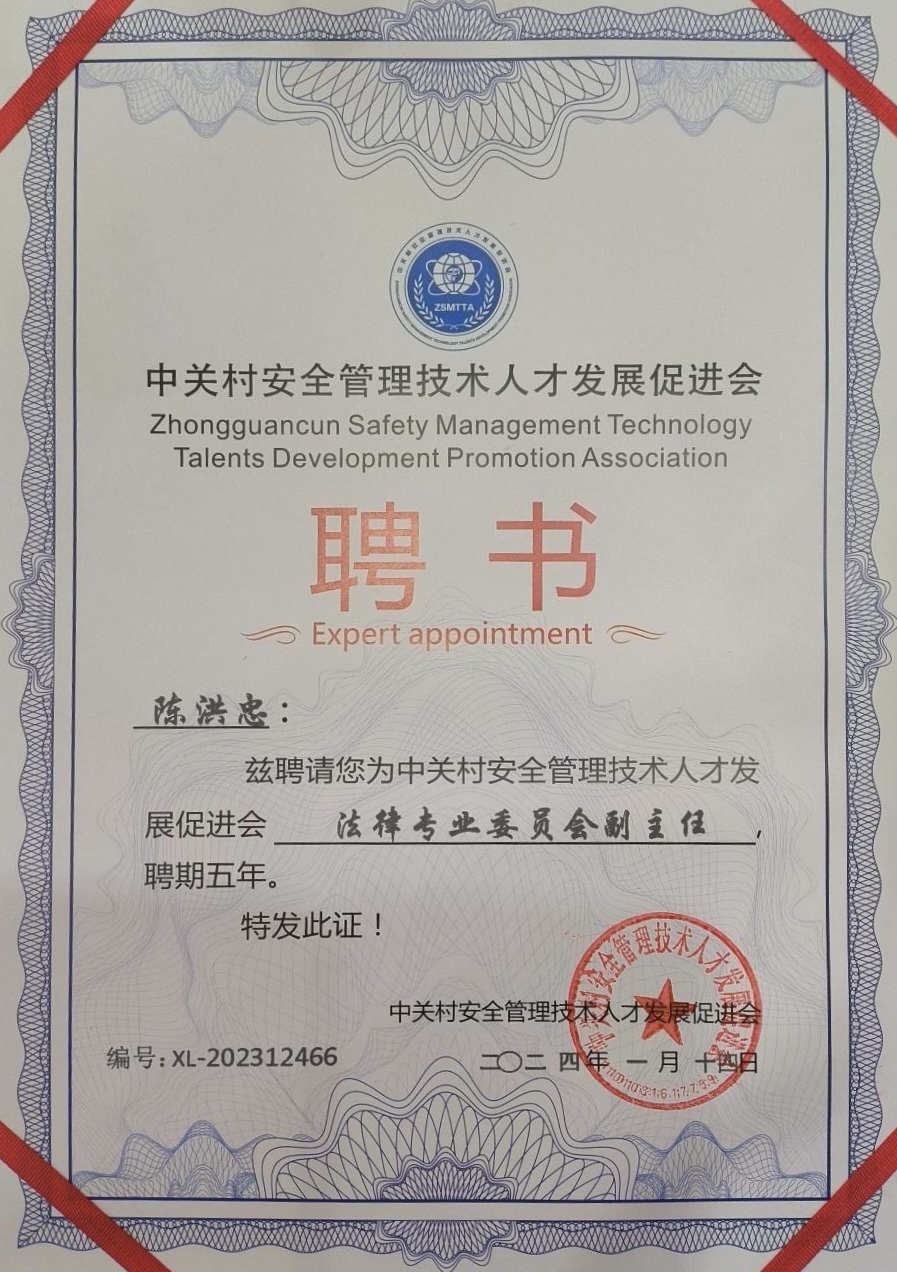 ZSMTTA
中关村安全管理技术人才发展促进会
Zhongguancun Safety Management Technology
Talents Development Promotion Association
聘书
Expert appointment
陈洪忠：
兹聘请您为中关村安全管理技术人才发
展促进会 法律专业委员会副主任，
聘期五年。
特发此证！
中关村安全管理技术人才发展促进会
编号：XL-202312466
二〇二四年一月十四日